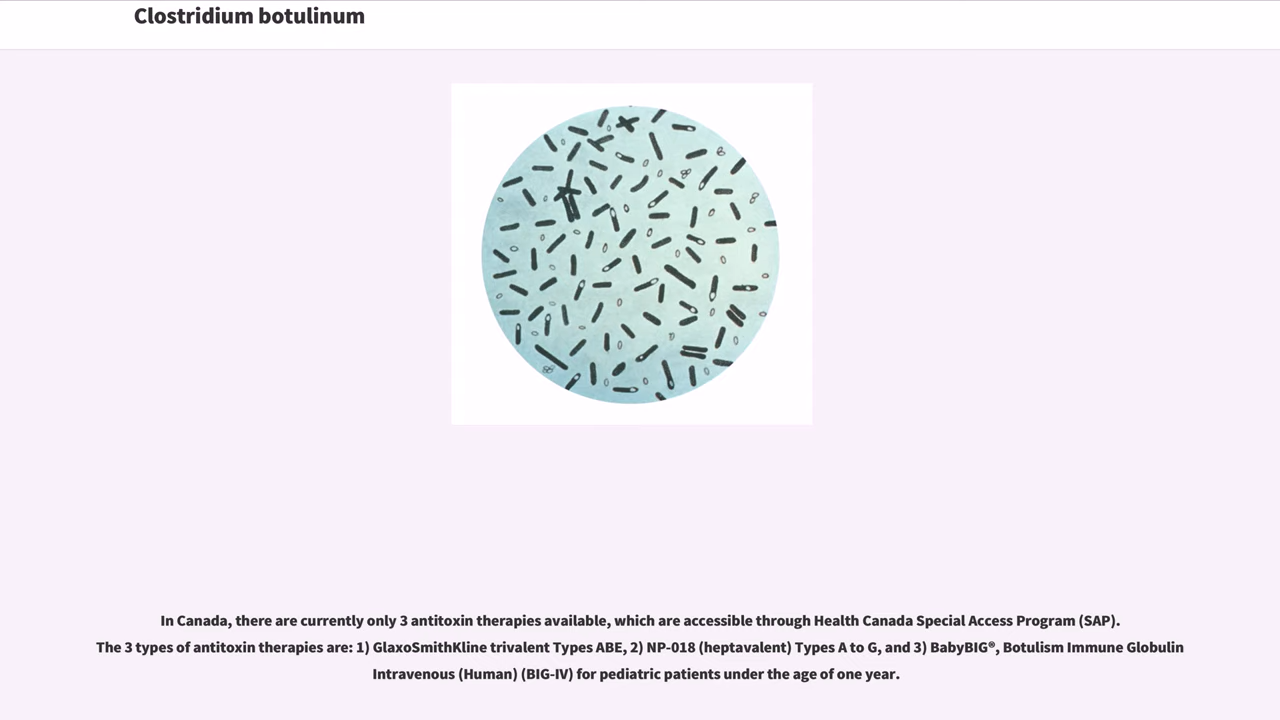 Clostridium botulinum
In Canada, there are currently only 3 antitoxin therapies available, which are accessible through Health Canada Special Access Program (SAP).
The 3 types of antitoxin therapies are: 1) GlaxoSmithKline trivalent Types ABE, 2) NP-018 (heptavalent) Types A to G, and 3) BabyBIG®, Botulism Immune Globulin
Intravenous (Human) (BIG-IV) for pediatric patients under the age of one year.